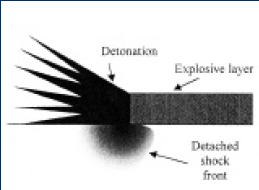 Detonation
Explosive layer
Detached
shock
front